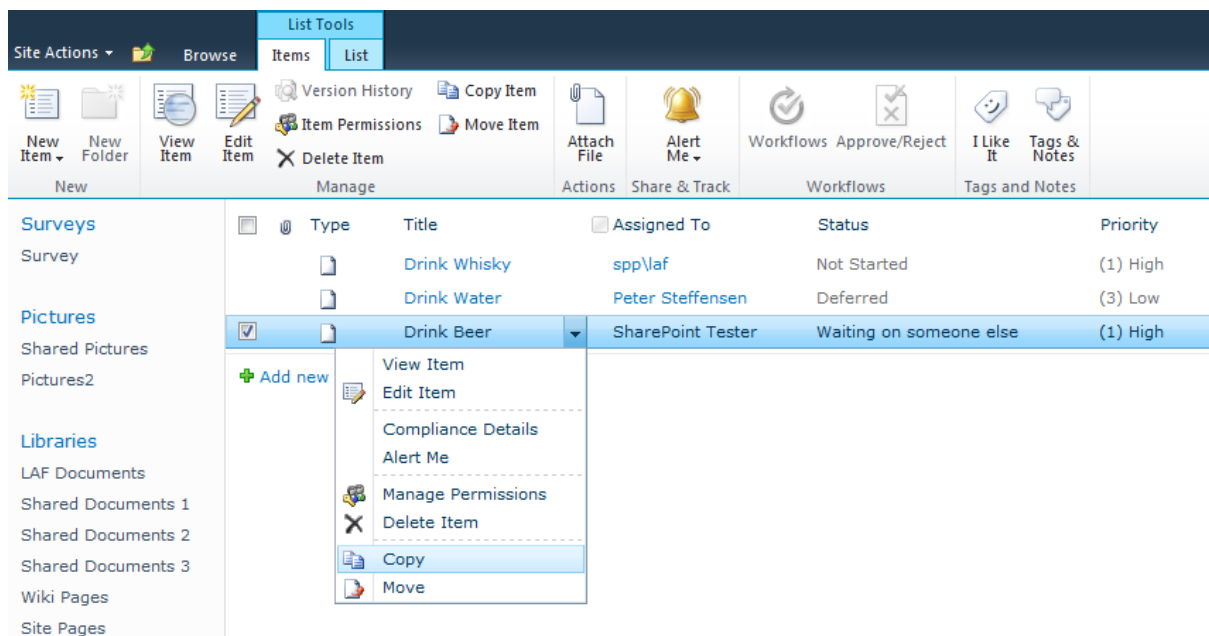 List Tools
Site Actions Browse Items List
Version History Copy Item
Item Permissions Move Item
Delete Item
New Item New Folder View Item Edit Item Attach File Alert Me Workflows Approve/Reject I Like It Tags & Notes
New Manage Actions Share & Track Workflows Tags and Notes
Surveys
Survey
Pictures
Shared Pictures
Pictures2
Libraries
LAF Documents
Shared Documents 1
Shared Documents 2
Shared Documents 3
Wiki Pages
Site Pages
Type Title Assigned To Status Priority
Drink Whisky spp\laf Not Started (1) High
Drink Water Peter Steffensen Deferred (3) Low
Drink Beer SharePoint Tester Waiting on someone else (1) High
Add new
View Item
Edit Item
Compliance Details
Alert Me
Manage Permissions
Delete Item
Copy
Move